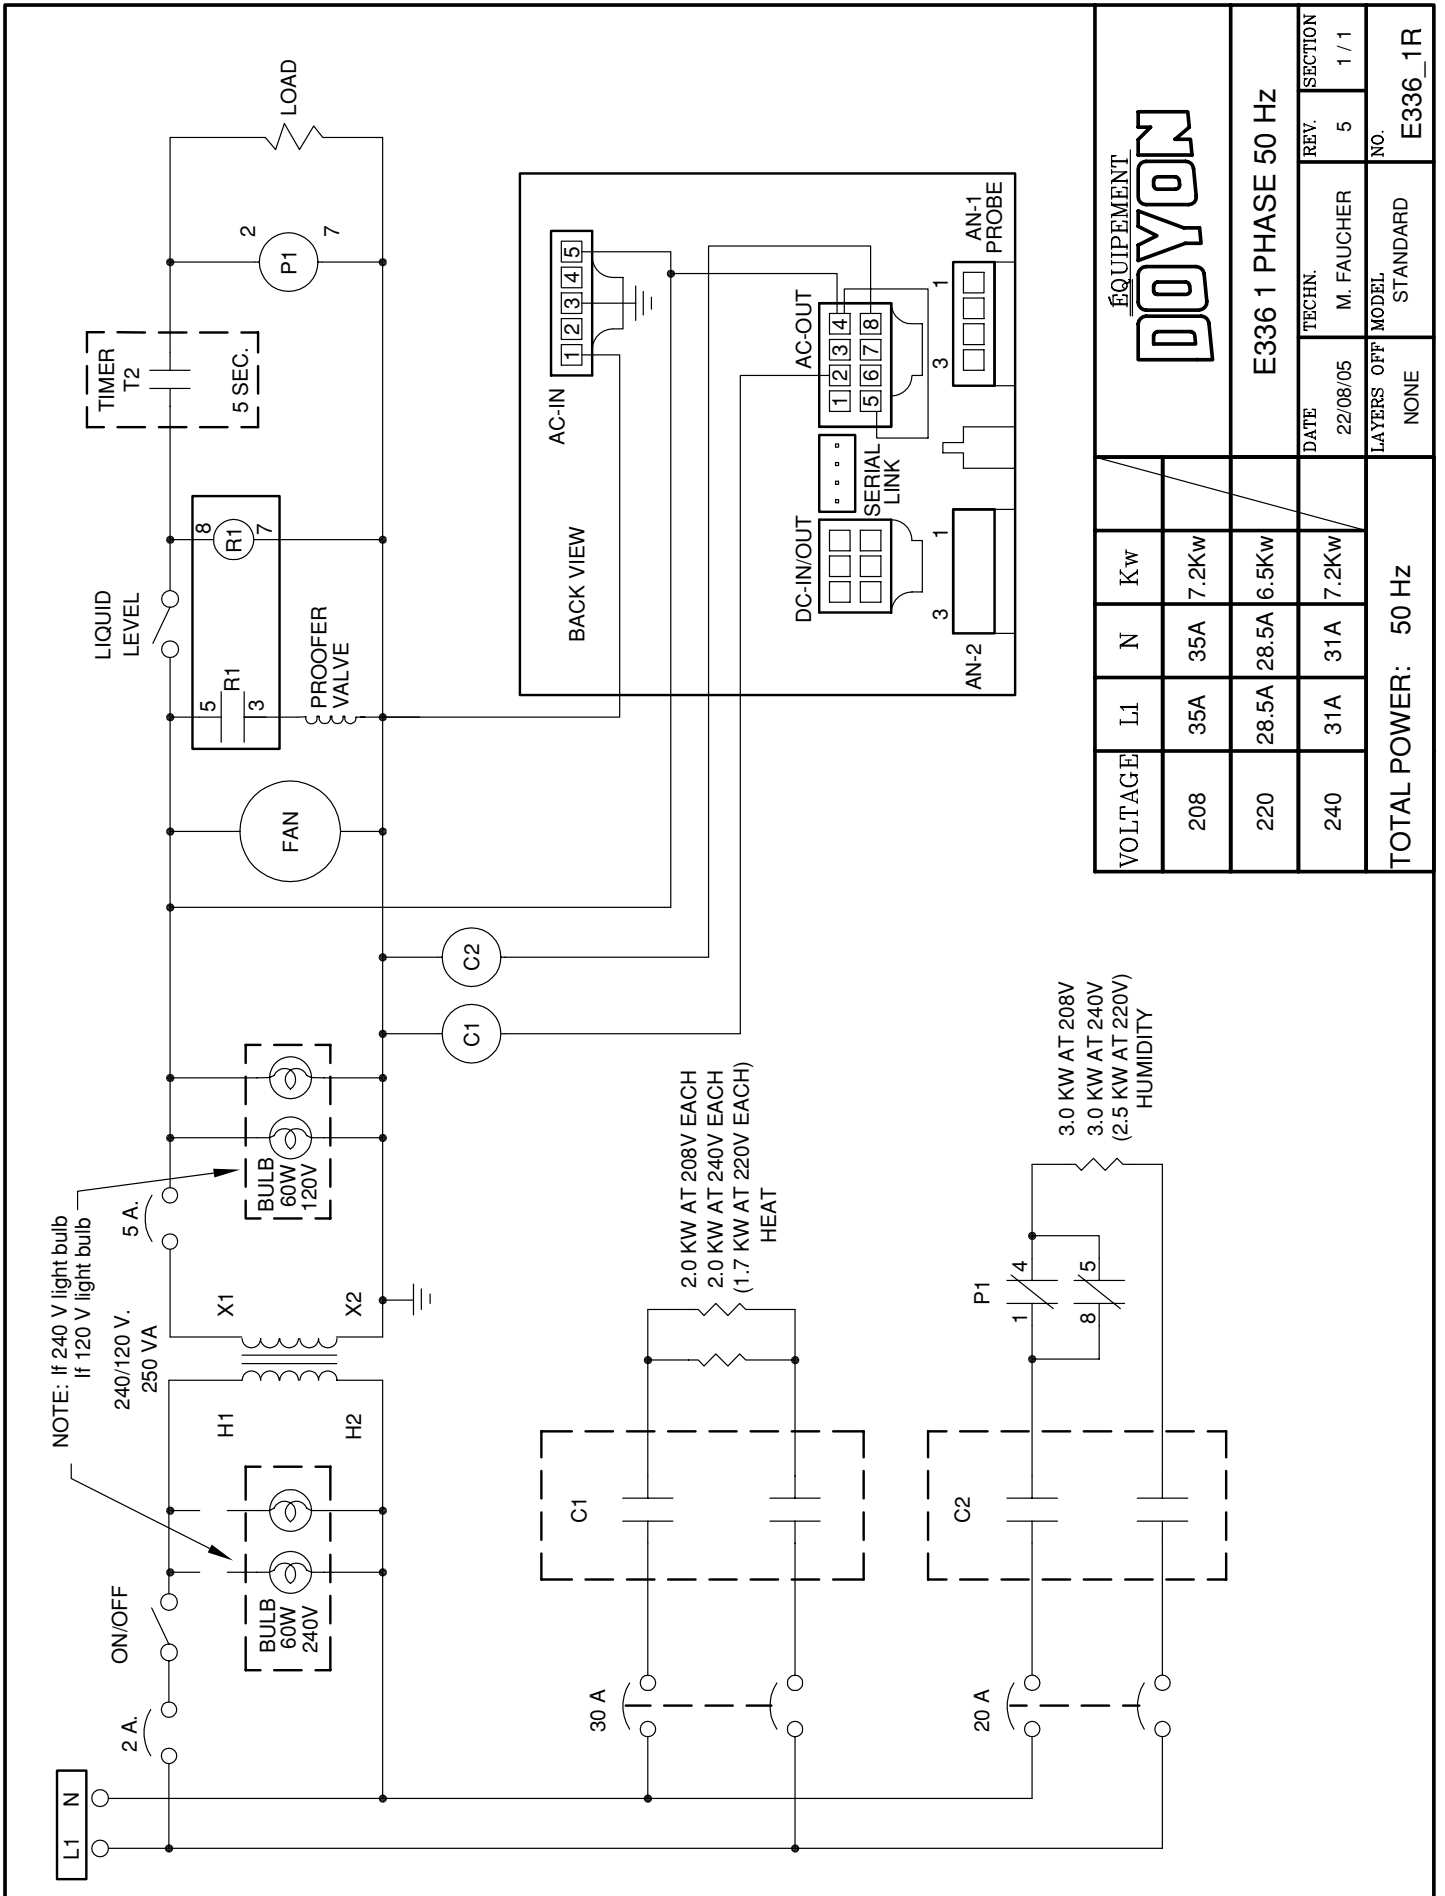 L1 N
2 A.
ON/OFF
BULB
60W
240V
NOTE: If 240 V light bulb
If 120 V light bulb
240/120 V.
250 VA
H1
H2
X1
X2
5 A.
BULB
60W
120V
C1
C2
FAN
LIQUID
LEVEL
5
R1
3
PROOFER
VALVE
8
R1
7
TIMER
T2
5 SEC.
2
P1
7
LOAD
30 A
C1
2.0 KW AT 208V EACH
2.0 KW AT 240V EACH
(1.7 KW AT 220V EACH)
HEAT
20 A
C2
P1
1 4
8 5
3.0 KW AT 208V
3.0 KW AT 240V
(2.5 KW AT 220V)
HUMIDITY
BACK VIEW
AC-IN
1 2 3 4 5
DC-IN/OUT
SERIAL
LINK
AC-OUT
1 2 3 4
5 6 7 8
AN-2
3 1
3 1
AN-1
PROBE
VOLTAGE L1 N Kw
208 35A 35A 7.2Kw
220 28.5A 28.5A 6.5Kw
240 31A 31A 7.2Kw
TOTAL POWER: 50 Hz
ÉQUIPEMENT
DOYON
E336 1 PHASE 50 Hz
DATE TECHN. REV. SECTION
22/08/05 M. FAUCHER 5 1 / 1
LAYERS OFF MODEL NO.
NONE STANDARD E336_1R